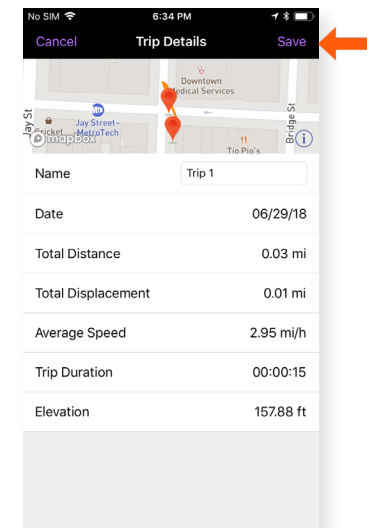 No SIM 6:34 PM
Cancel Trip Details Save
Downtown
Medical Services
Jay St
Jay Street-
MetroTech
Cricket
mapbox
Tio Pio's
Bridge St
Name Trip 1
Date 06/29/18
Total Distance 0.03 mi
Total Displacement 0.01 mi
Average Speed 2.95 mi/h
Trip Duration 00:00:15
Elevation 157.88 ft